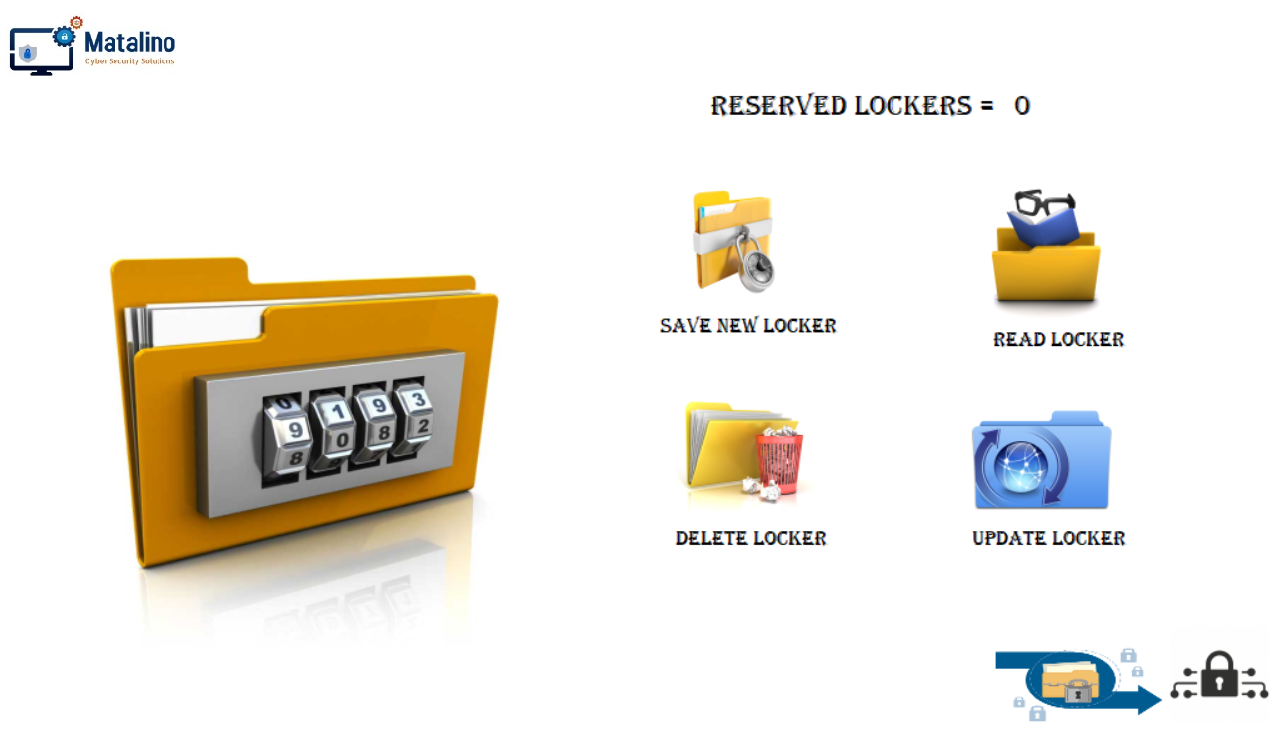 Matalino
Cyber Security Solutions
RESERVED LOCKERS = 0
SAVE NEW LOCKER
READ LOCKER
DELETE LOCKER
UPDATE LOCKER
0 1 9 3
9 0 8 2
8